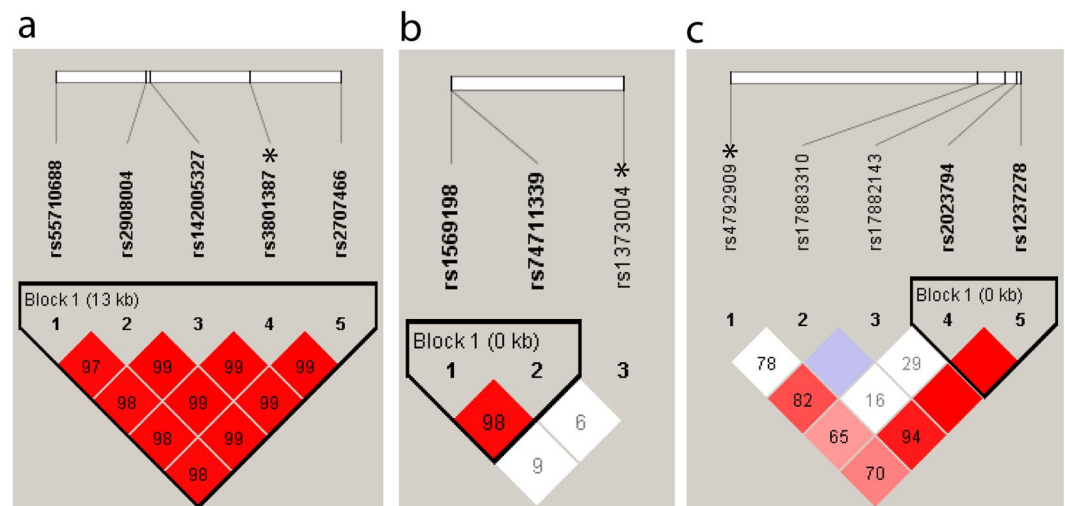 a
rs55710688
rs2908004
rs142005327
rs3801387 *
rs2707466
Block 1 (13 kb)
1 2 3 4 5
97 99 99 99
98 99 99
98 99
98
b
rs1569198
rs74711339
rs1373004 *
Block 1 (0 kb)
1 2 3
98 6
9
c
rs4792909 *
rs17883310
rs17882143
rs2023794
rs1237278
Block 1 (0 kb)
1 2 3 4 5
78 29
82 16
65 94
70